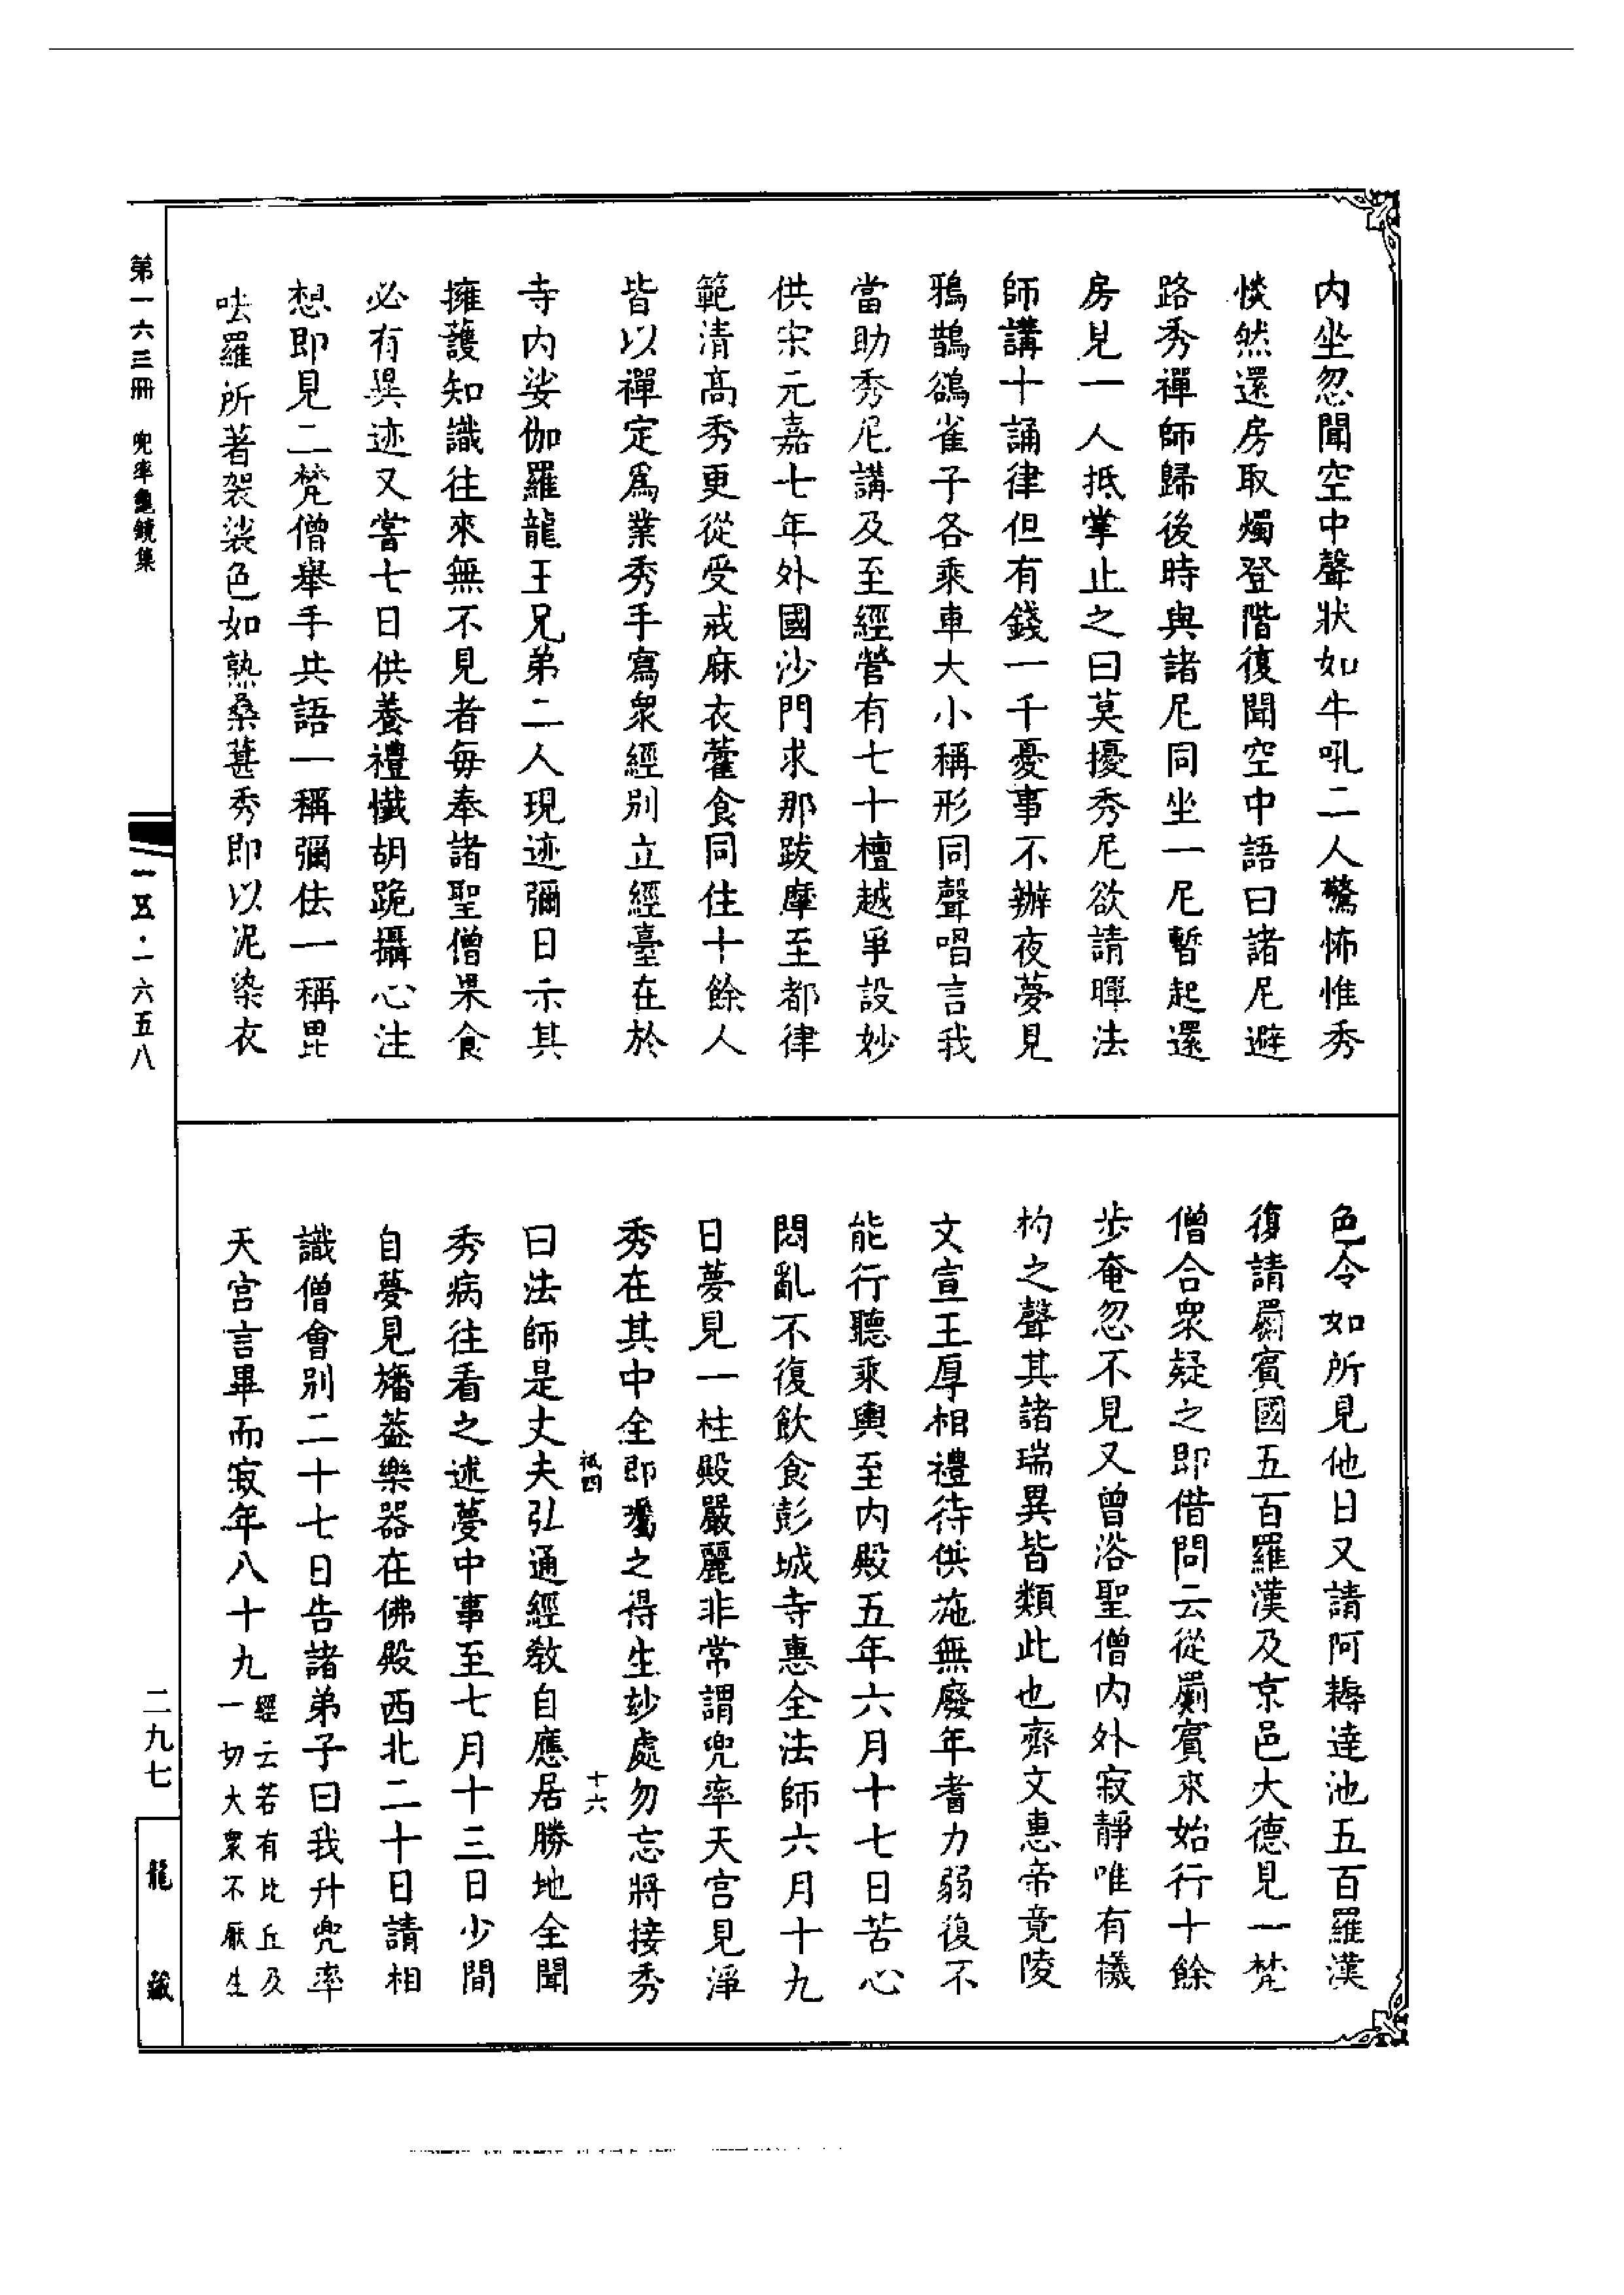 内坐忽聞空中聲狀如牛吼二人驚怖惟秀
惔然還房取燭登階復聞空中語曰諸尼避
路秀禪師歸後時與諸尼同坐一尼暫起還
房見一人抵掌止之曰莫擾秀尼欲請暉法
師講十誦律但有錢一千憂事不辦夜夢見
鴉鵲鴿雀子各乘車大小稱形同聲唱言我
當助秀尼講及至經營有七十檀越爭設妙
供宋元嘉七年外國沙門求那跋摩至都律
範清高秀更從受戒麻衣藿食同住十餘人
皆以禪定爲業秀手寫衆經別立經臺在於
寺内娑伽羅龍王兄弟二人現迹彌日示其
擁護知識往來無不見者每奉諸聖僧果食
必有異迹又嘗七日供養禮懺胡跪攝心注
想即見二梵僧舉手共語一稱彌佉一稱毘
呿羅所著袈裟色如熟桑葚秀即以泥染衣
色令如所見他日又請阿耨達池五百羅漢
復請罽賓國五百羅漢及京邑大德見一梵
僧合衆疑之即借問云從罽賓來始行十餘
步奄忽不見又曾浴聖僧内外寂靜唯有檥
杓之聲其諸瑞異皆類此也齊文惠帝竟陵
文宣王厚相禮待供施無廢年耆力弱復不
能行聽乘輿至内殿五年六月十七日苦心
悶亂不復飲食彭城寺惠全法師六月十九
日夢見一柱殿嚴麗非常謂兜率天宮見淨
秀在其中全即囑之得生妙處勿忘將接秀
祇四
十六
曰法師是丈夫弘通經教自應居勝地全聞
秀病往看之述夢中事至七月十三日少間
自夢見旛葢樂器在佛殿西北二十日請相
識僧會別二十七日告諸弟子曰我升兜率
天宮言畢而寂年八十九
經云若有比丘及
一切大衆不厭生
第一六三冊 兜率龜鏡集
一五·一六五八
二九七
龍藏